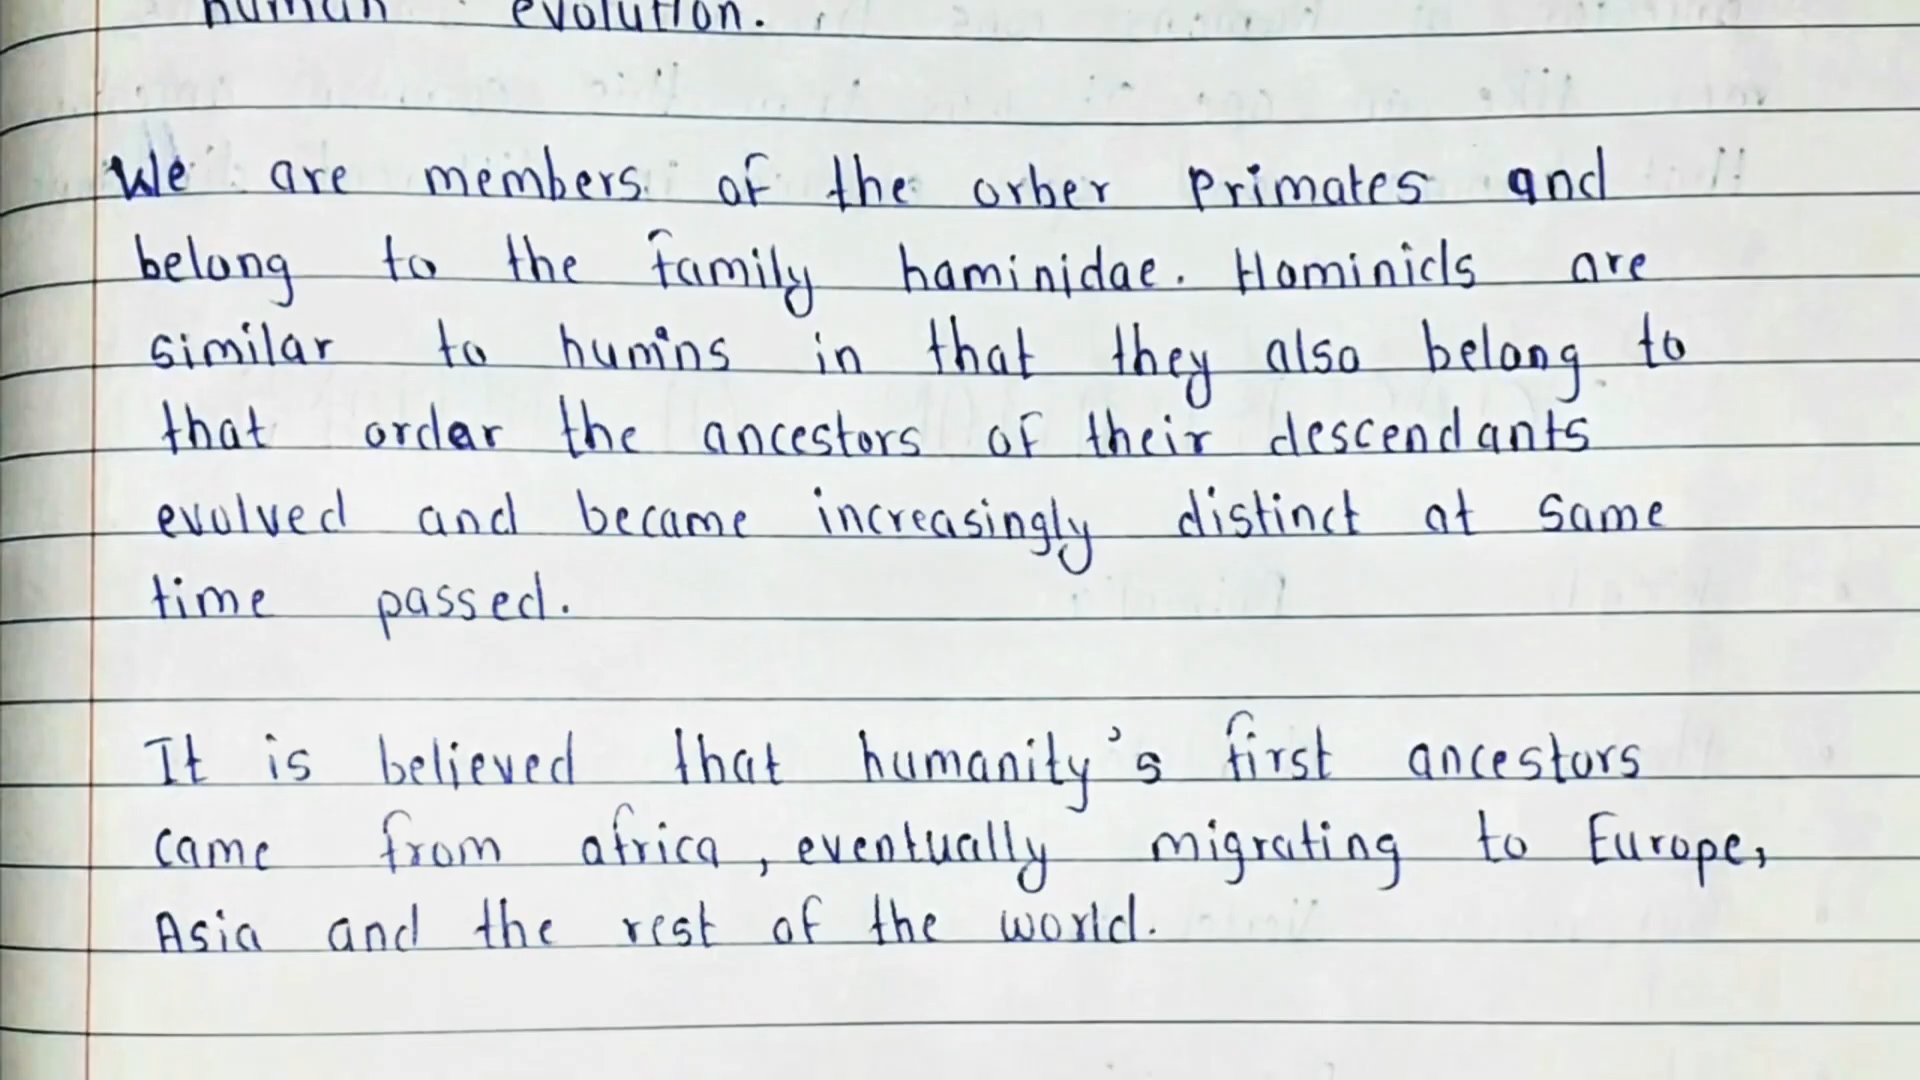 human evolution.
We are members of the orber primates and
belong to the family haminidae. Hominids are
similar to humins in that they also belong to
that order the ancestors of their descendants
evolved and became increasingly distinct at same
time passed.
It is believed that humanity's first ancestors
came from africa, eventually migrating to Europe,
Asia and the rest of the world.